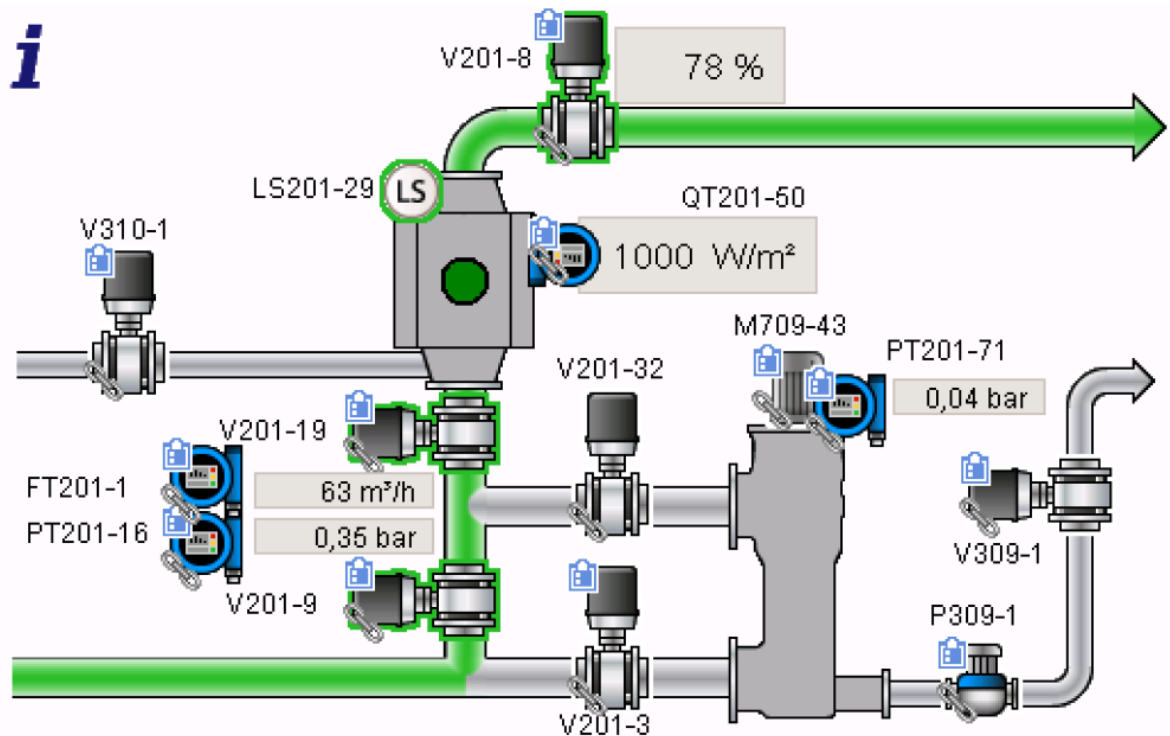 i
V201-8
78 %
LS201-29
LS
QT201-50
1000 W/m²
V310-1
M709-43
PT201-71
0,04 bar
V201-32
V201-19
FT201-1
63 m³/h
PT201-16
0,35 bar
V201-9
V309-1
P309-1
V201-3